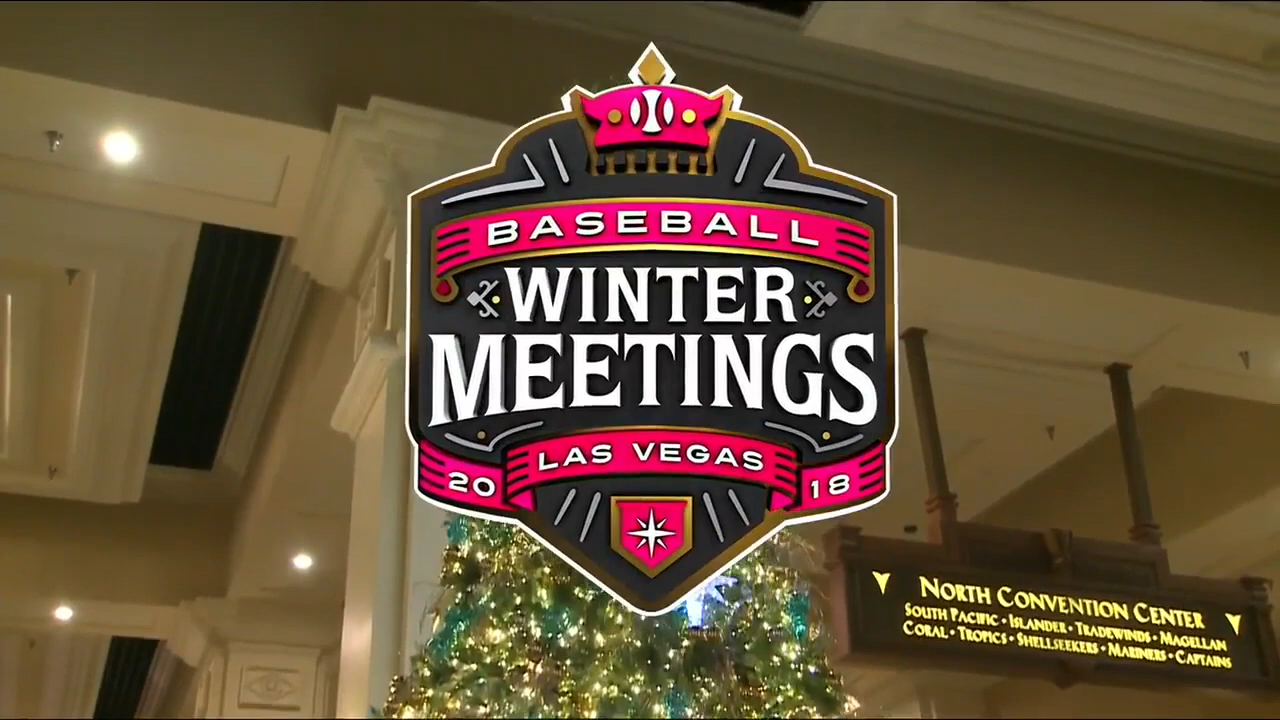 BASEBALL
WINTER
MEETINGS
LAS VEGAS
20 18
NORTH CONVENTION CENTER
SOUTH PACIFIC • ISLANDER • TRADEWINDS • MAGELLAN
CORAL • TROPICS • SHELLSEEKERS • MARINERS • CAPTAINS